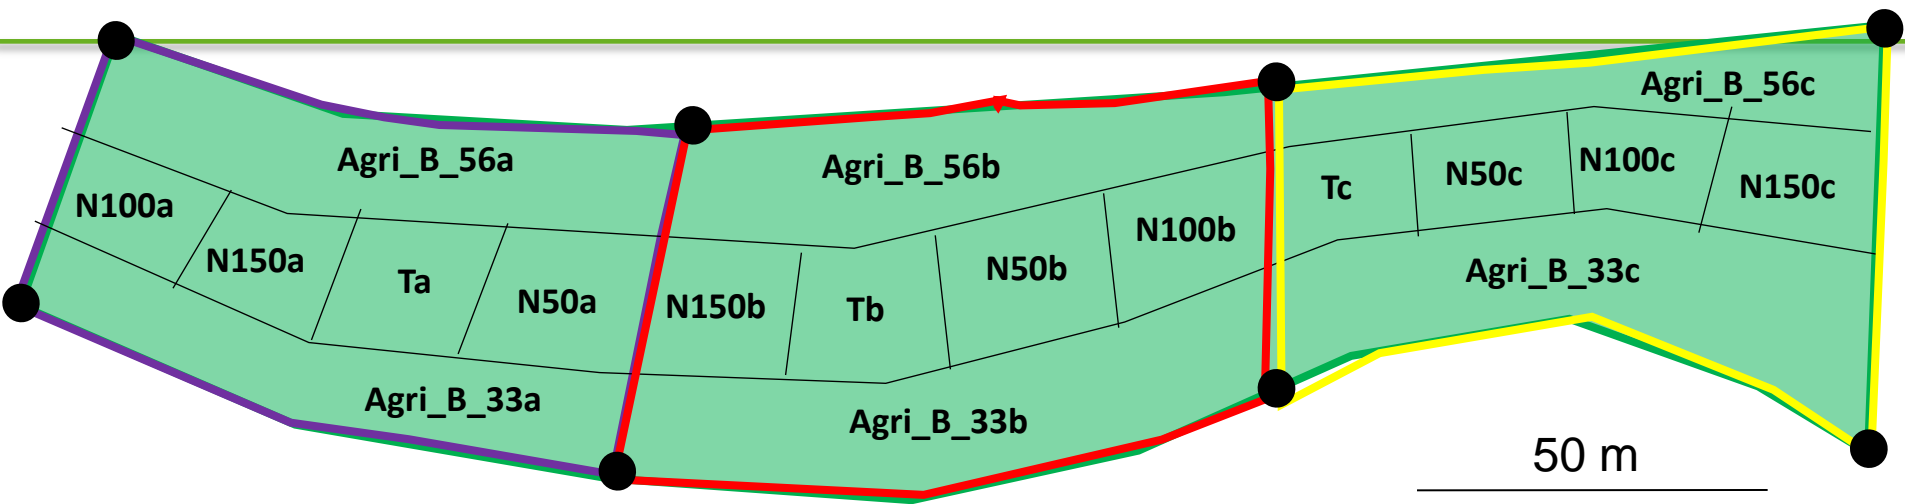 Agri_B_56a
Agri_B_56b
Agri_B_56c
N100a
N150a
Ta
N50a
N150b
Tb
N50b
N100b
Tc
N50c
N100c
N150c
Agri_B_33a
Agri_B_33b
Agri_B_33c
50 m